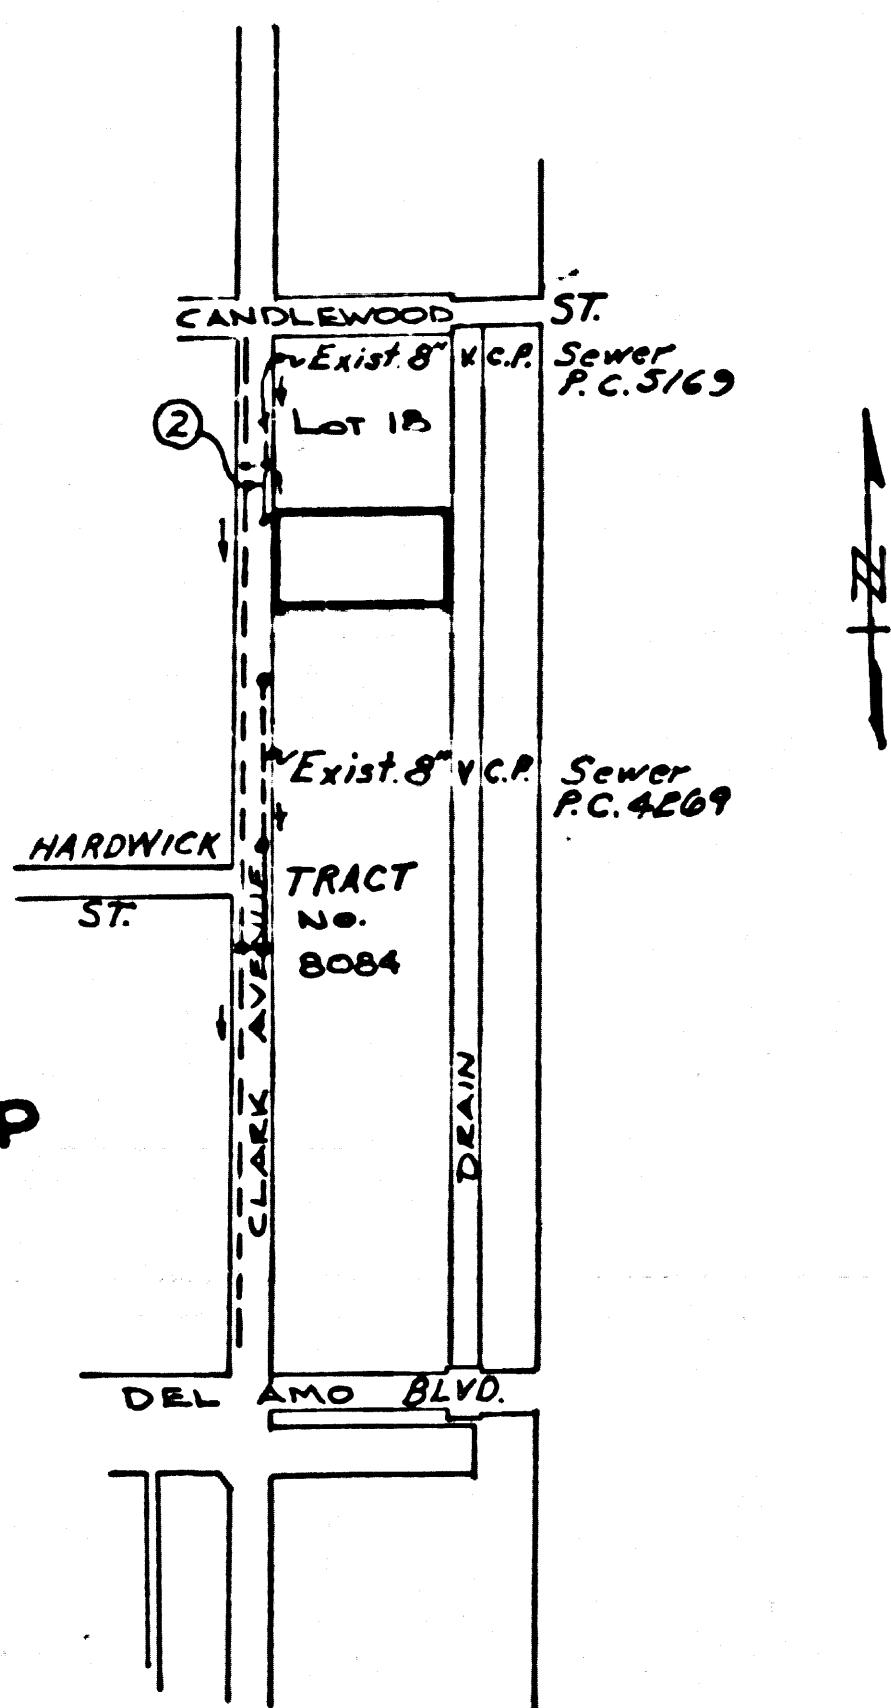 CANDLEWOOD ST.
Exist. 8" V.C.P. Sewer
P.C. 5169
2
LOT 18
N
Exist. 8" V.C.P. Sewer
P.C. 4269
HARDWICK
ST.
TRACT
No.
8084
CLARK AVENUE
DRAIN
P
DEL AMO BLVD.